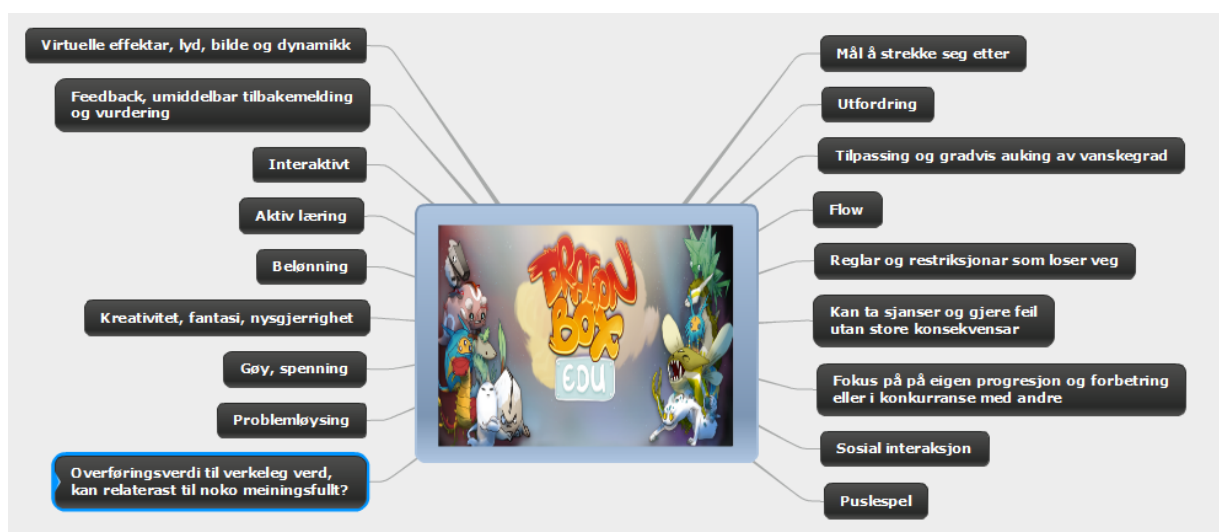 Virtuelle effektar, lyd, bilde og dynamikk
Feedback, umiddelbar tilbakemelding
og vurdering
Interaktivt
Aktiv læring
Belønning
Kreativitet, fantasi, nysgjerrighet
Gøy, spenning
Problemløysing
Overføringsverdi til verkeleg verd,
kan relaterast til noko meiningsfullt?
DRAGON
BOX
EDU
Mål å strekke seg etter
Utfordring
Tilpassing og gradvis auking av vanskegrad
Flow
Reglar og restriksjonar som loser veg
Kan ta sjanser og gjere feil
utan store konsekvensar
Fokus på på eigen progresjon og forbetring
eller i konkurranse med andre
Sosial interaksjon
Puslespel